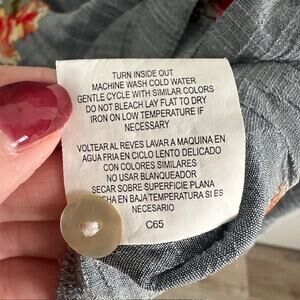 TURN INSIDE OUT
MACHINE WASH COLD WATER
GENTLE CYCLE WITH SIMILAR COLORS
DO NOT BLEACH LAY FLAT TO DRY
IRON ON LOW TEMPERATURE IF
NECESSARY
VOLTEAR AL REVES LAVAR A MAQUINA EN
AGUA FRIA EN CICLO LENTO DELICADO
CON COLORES SIMILARES
NO USAR BLANQUEADOR
SECAR SOBRE SUPERFICIE PLANA
EN BAJA TEMPERATURA SI ES
NECESARIO
C65